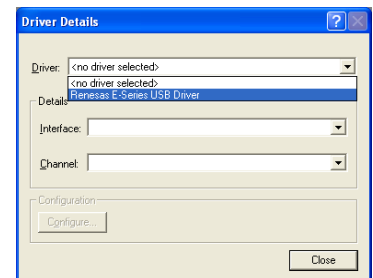 Driver Details
Driver: <no driver selected>
<no driver selected>
Renesas E-Series USB Driver
Details
Interface:
Channel:
Configuration
Configure...
Close